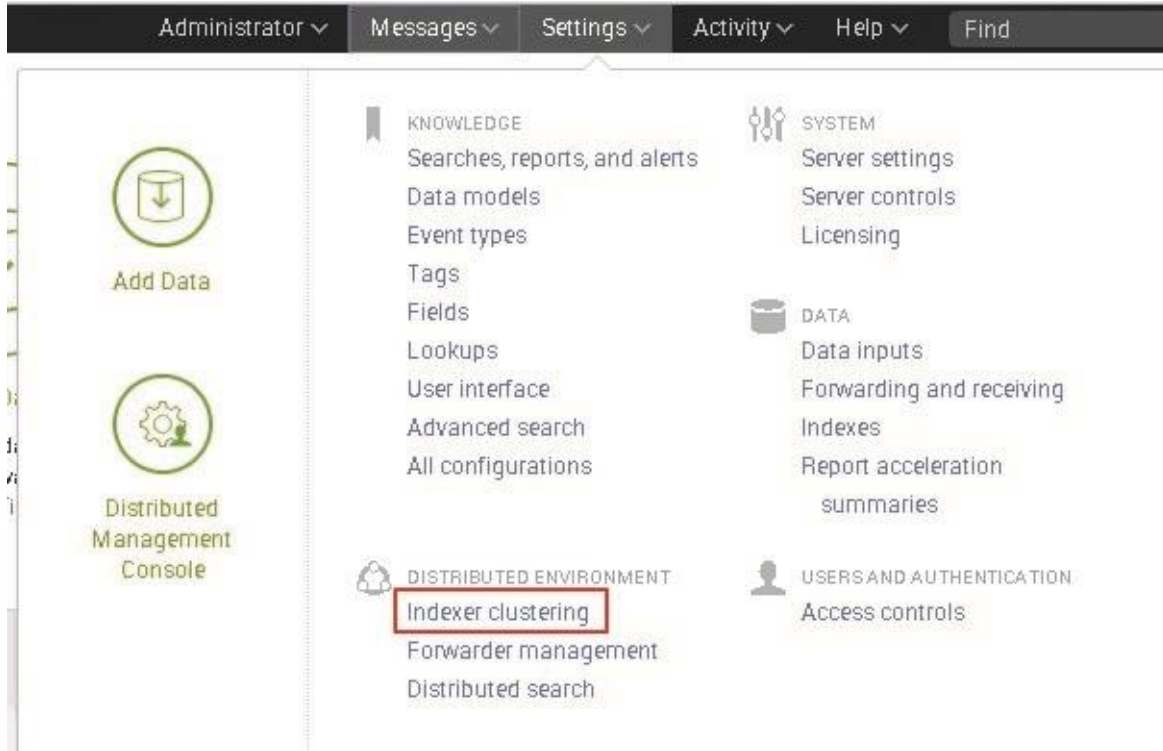 Administrator Messages Settings Activity Help Find
Add Data
Distributed
Management
Console
KNOWLEDGE
Searches, reports, and alerts
Data models
Event types
Tags
Fields
Lookups
User interface
Advanced search
All configurations
DISTRIBUTED ENVIRONMENT
Indexer clustering
Forwarder management
Distributed search
SYSTEM
Server settings
Server controls
Licensing
DATA
Data inputs
Forwarding and receiving
Indexes
Report acceleration
summaries
USERS AND AUTHENTICATION
Access controls